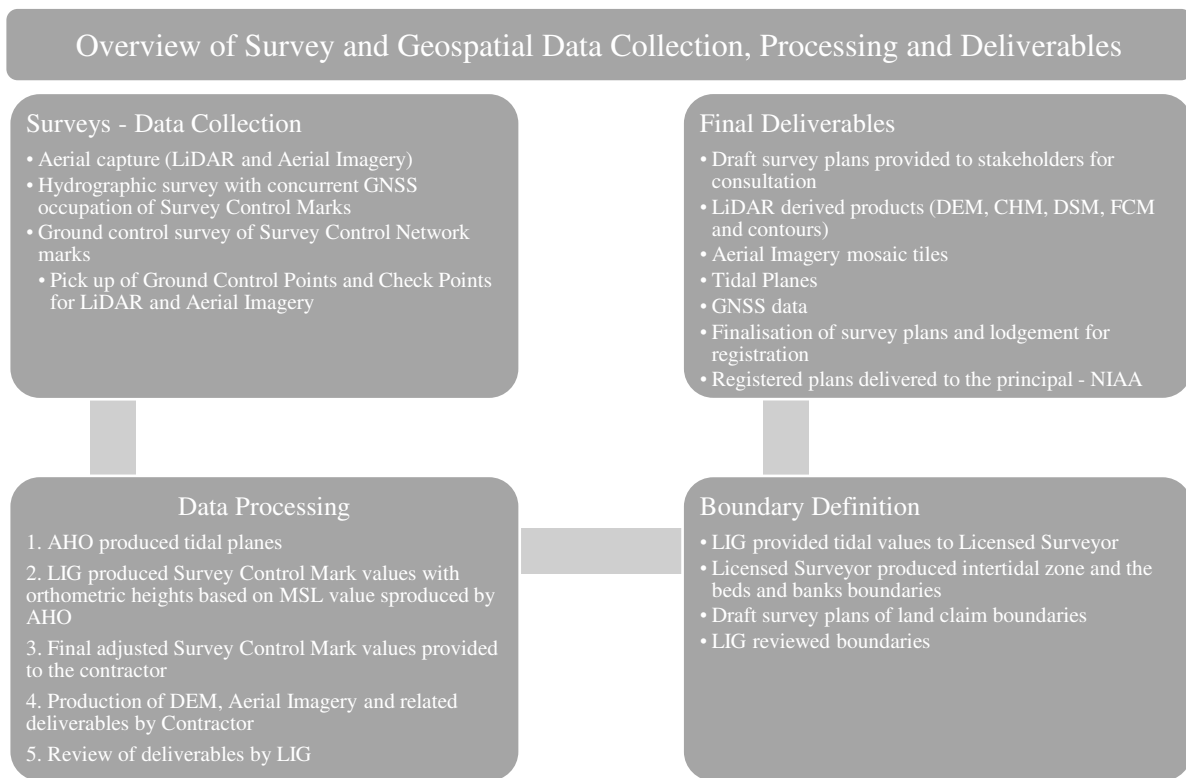 Overview of Survey and Geospatial Data Collection, Processing and Deliverables
Surveys - Data Collection
• Aerial capture (LiDAR and Aerial Imagery)
• Hydrographic survey with concurrent GNSS
occupation of Survey Control Marks
• Ground control survey of Survey Control Network
marks
• Pick up of Ground Control Points and Check Points
for LiDAR and Aerial Imagery
Data Processing
1. AHO produced tidal planes
2. LIG produced Survey Control Mark values with
orthometric heights based on MSL value sproduced by
AHO
3. Final adjusted Survey Control Mark values provided
to the contractor
4. Production of DEM, Aerial Imagery and related
deliverables by Contractor
5. Review of deliverables by LIG
Boundary Definition
• LIG provided tidal values to Licensed Surveyor
• Licensed Surveyor produced intertidal zone and the
beds and banks boundaries
• Draft survey plans of land claim boundaries
• LIG reviewed boundaries
Final Deliverables
• Draft survey plans provided to stakeholders for
consultation
• LiDAR derived products (DEM, CHM, DSM, FCM
and contours)
• Aerial Imagery mosaic tiles
• Tidal Planes
• GNSS data
• Finalisation of survey plans and lodgement for
registration
• Registered plans delivered to the principal - NIAA